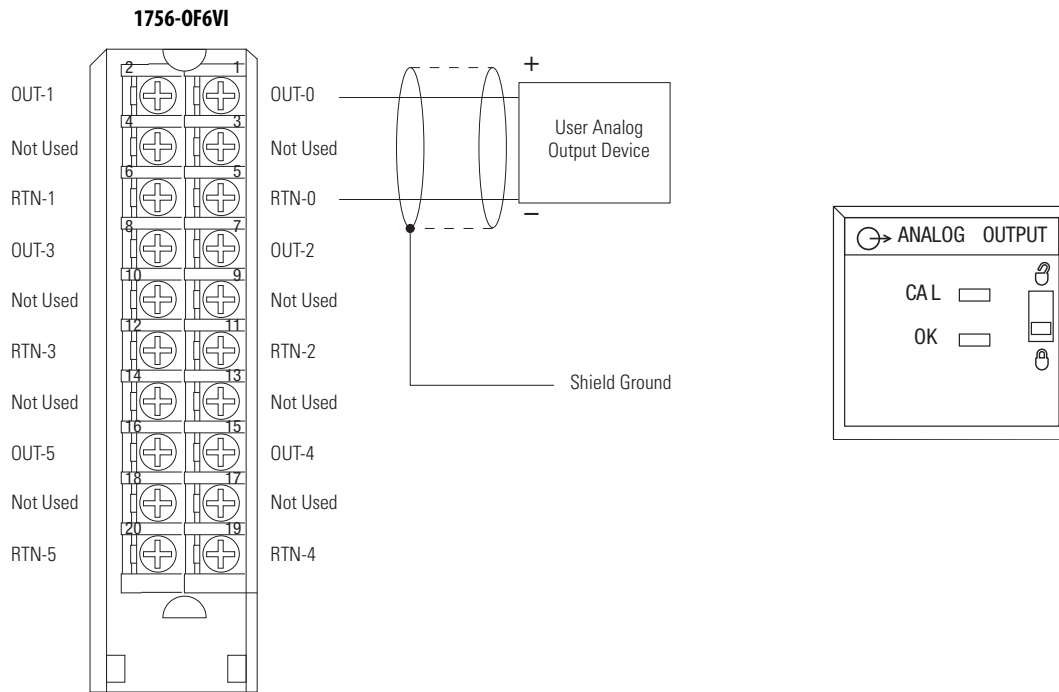 1756-OF6VI
2 1
OUT-1
OUT-0
4 3
Not Used
Not Used
6 5
RTN-1
RTN-0
8 7
OUT-3
OUT-2
10 9
Not Used
Not Used
12 11
RTN-3
RTN-2
14 13
Not Used
Not Used
16 15
OUT-5
OUT-4
18 17
Not Used
Not Used
20 19
RTN-5
RTN-4
+
User Analog
Output Device
−
Shield Ground
ANALOG OUTPUT
CAL
OK